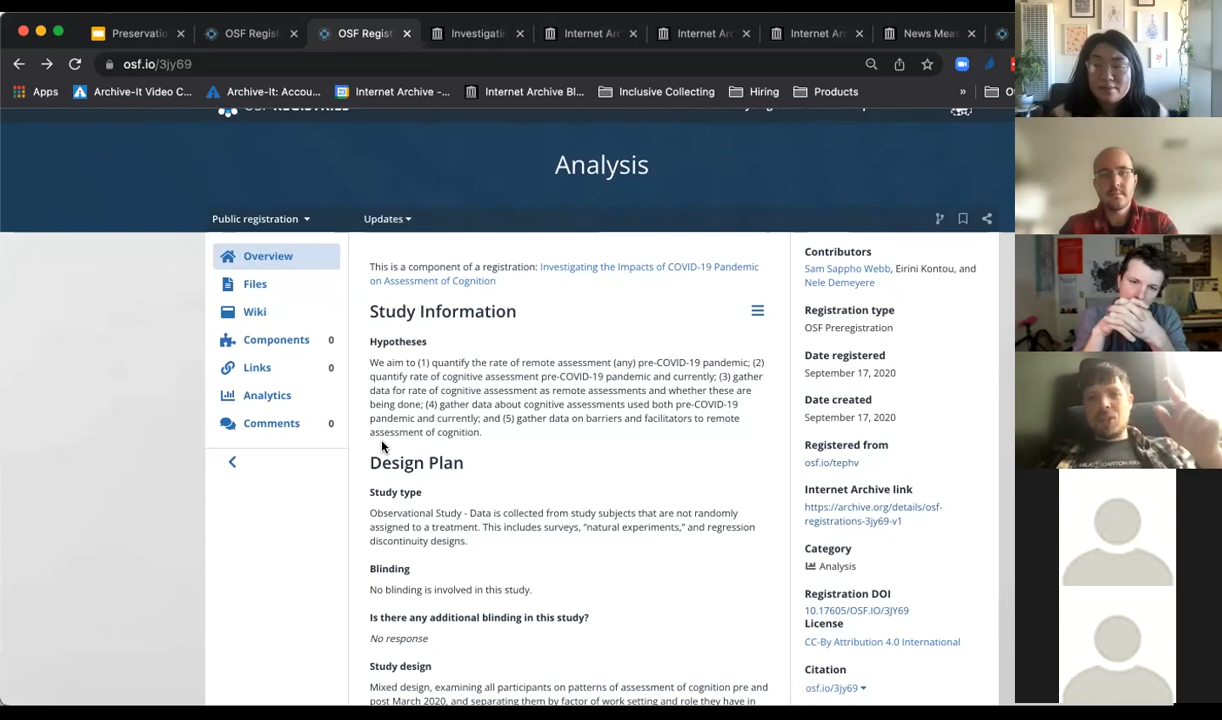 Preservatio
OSF Regist
OSF Regist
Investigati
Internet Ar
Internet Ar
Internet Ar
News Mea
osf.io/3jy69
Apps
Archive-It Video C...
Archive-It: Accou...
Internet Archive -...
Internet Archive Bl...
Inclusive Collecting
Hiring
Products
»
Analysis
Public registration
Updates
Overview
Files
Wiki
Components 0
Links 0
Analytics
Comments 0
This is a component of a registration: Investigating the Impacts of COVID-19 Pandemic
on Assessment of Cognition
Study Information
Hypotheses
We aim to (1) quantify the rate of remote assessment (any) pre-COVID-19 pandemic; (2)
quantify rate of cognitive assessment pre-COVID-19 pandemic and currently; (3) gather
data for rate of cognitive assessment as remote assessments and whether these are
being done; (4) gather data about cognitive assessments used both pre-COVID-19
pandemic and currently; and (5) gather data on barriers and facilitators to remote
assessment of cognition.
Design Plan
Study type
Observational Study - Data is collected from study subjects that are not randomly
assigned to a treatment. This includes surveys, “natural experiments,” and regression
discontinuity designs.
Blinding
No blinding is involved in this study.
Is there any additional blinding in this study?
No response
Study design
Mixed design, examining all participants on patterns of assessment of cognition pre and
post March 2020, and separating them by factor of work setting and role they have in
Contributors
Sam Sappho Webb, Eirini Kontou, and
Nele Demeyere
Registration type
OSF Preregistration
Date registered
September 17, 2020
Date created
September 17, 2020
Registered from
osf.io/tephv
Internet Archive link
https://archive.org/details/osf-
registrations-3jy69-v1
Category
Analysis
Registration DOI
10.17605/OSF.IO/3JY69
License
CC-By Attribution 4.0 International
Citation
osf.io/3jy69